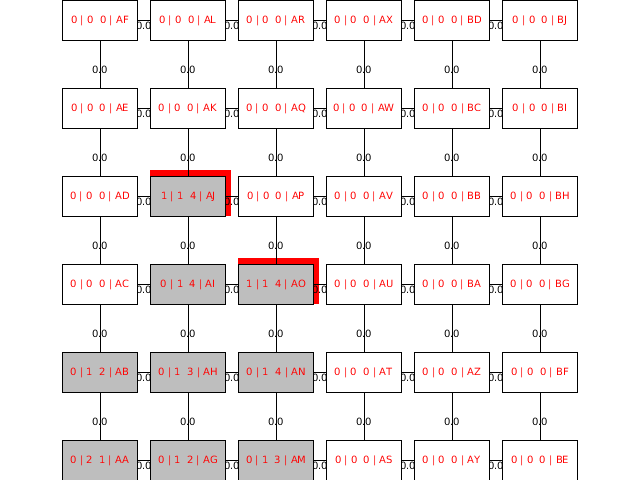 0 | 0 0 | AF 0.0 0 | 0 0 | AL 0.0 0 | 0 0 | AR 0.0 0 | 0 0 | AX 0.0 0 | 0 0 | BD 0.0 0 | 0 0 | BJ
0.0 0.0 0.0 0.0 0.0 0.0
0 | 0 0 | AE 0.0 0 | 0 0 | AK 0.0 0 | 0 0 | AQ 0.0 0 | 0 0 | AW 0.0 0 | 0 0 | BC 0.0 0 | 0 0 | BI
0.0 0.0 0.0 0.0 0.0 0.0
0 | 0 0 | AD 0.0 1 | 1 4 | AJ 0.0 0 | 0 0 | AP 0.0 0 | 0 0 | AV 0.0 0 | 0 0 | BB 0.0 0 | 0 0 | BH
0.0 0.0 0.0 0.0 0.0 0.0
0 | 0 0 | AC 0.0 0 | 1 4 | AI 0.0 1 | 1 4 | AO 0.0 0 | 0 0 | AU 0.0 0 | 0 0 | BA 0.0 0 | 0 0 | BG
0.0 0.0 0.0 0.0 0.0 0.0
0 | 1 2 | AB 0.0 0 | 1 3 | AH 0.0 0 | 1 4 | AN 0.0 0 | 0 0 | AT 0.0 0 | 0 0 | AZ 0.0 0 | 0 0 | BF
0.0 0.0 0.0 0.0 0.0 0.0
0 | 2 1 | AA 0.0 0 | 1 2 | AG 0.0 0 | 1 3 | AM 0.0 0 | 0 0 | AS 0.0 0 | 0 0 | AY 0.0 0 | 0 0 | BE